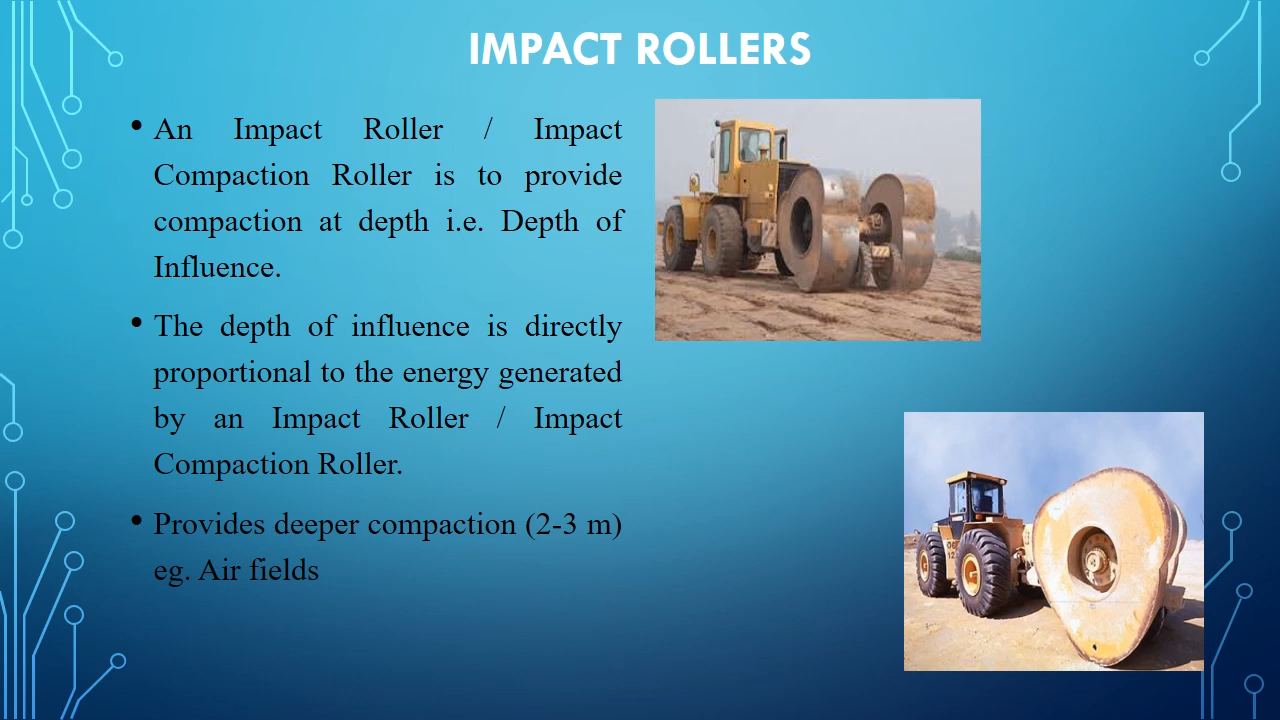 IMPACT ROLLERS
• An Impact Roller / Impact
Compaction Roller is to provide
compaction at depth i.e. Depth of
Influence.
• The depth of influence is directly
proportional to the energy generated
by an Impact Roller / Impact
Compaction Roller.
• Provides deeper compaction (2-3 m)
eg. Air fields